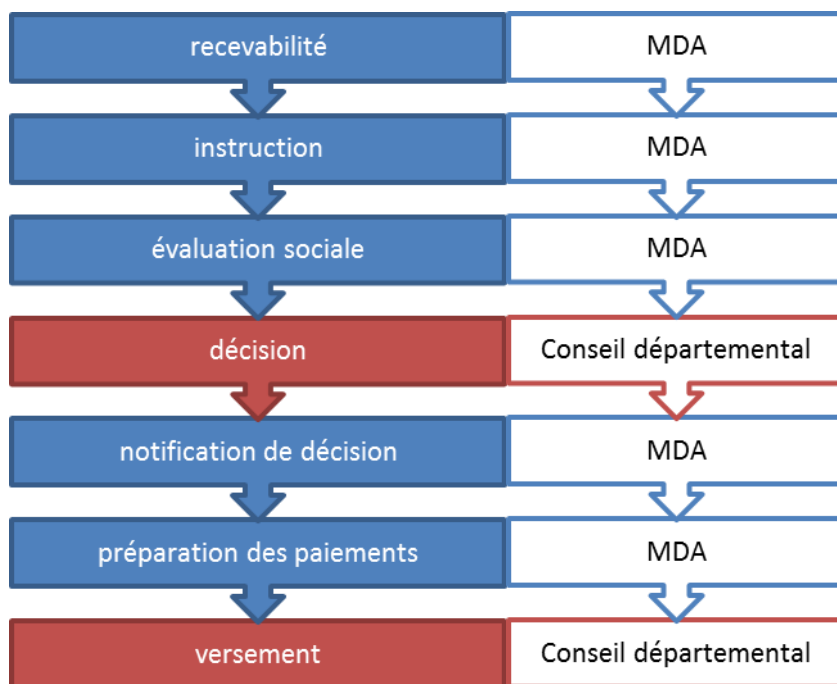 recevabilité
MDA
instruction
MDA
évaluation sociale
MDA
décision
Conseil départemental
notification de décision
MDA
préparation des paiements
MDA
versement
Conseil départemental